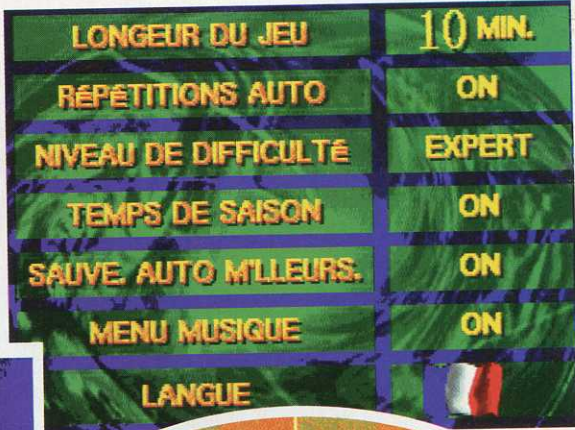 LONGEUR DU JEU 10 MIN.
RÉPÉTITIONS AUTO ON
NIVEAU DE DIFFICULTÉ EXPERT
TEMPS DE SAISON ON
SAUVE. AUTO M'LLEURS. ON
MENU MUSIQUE ON
LANGUE